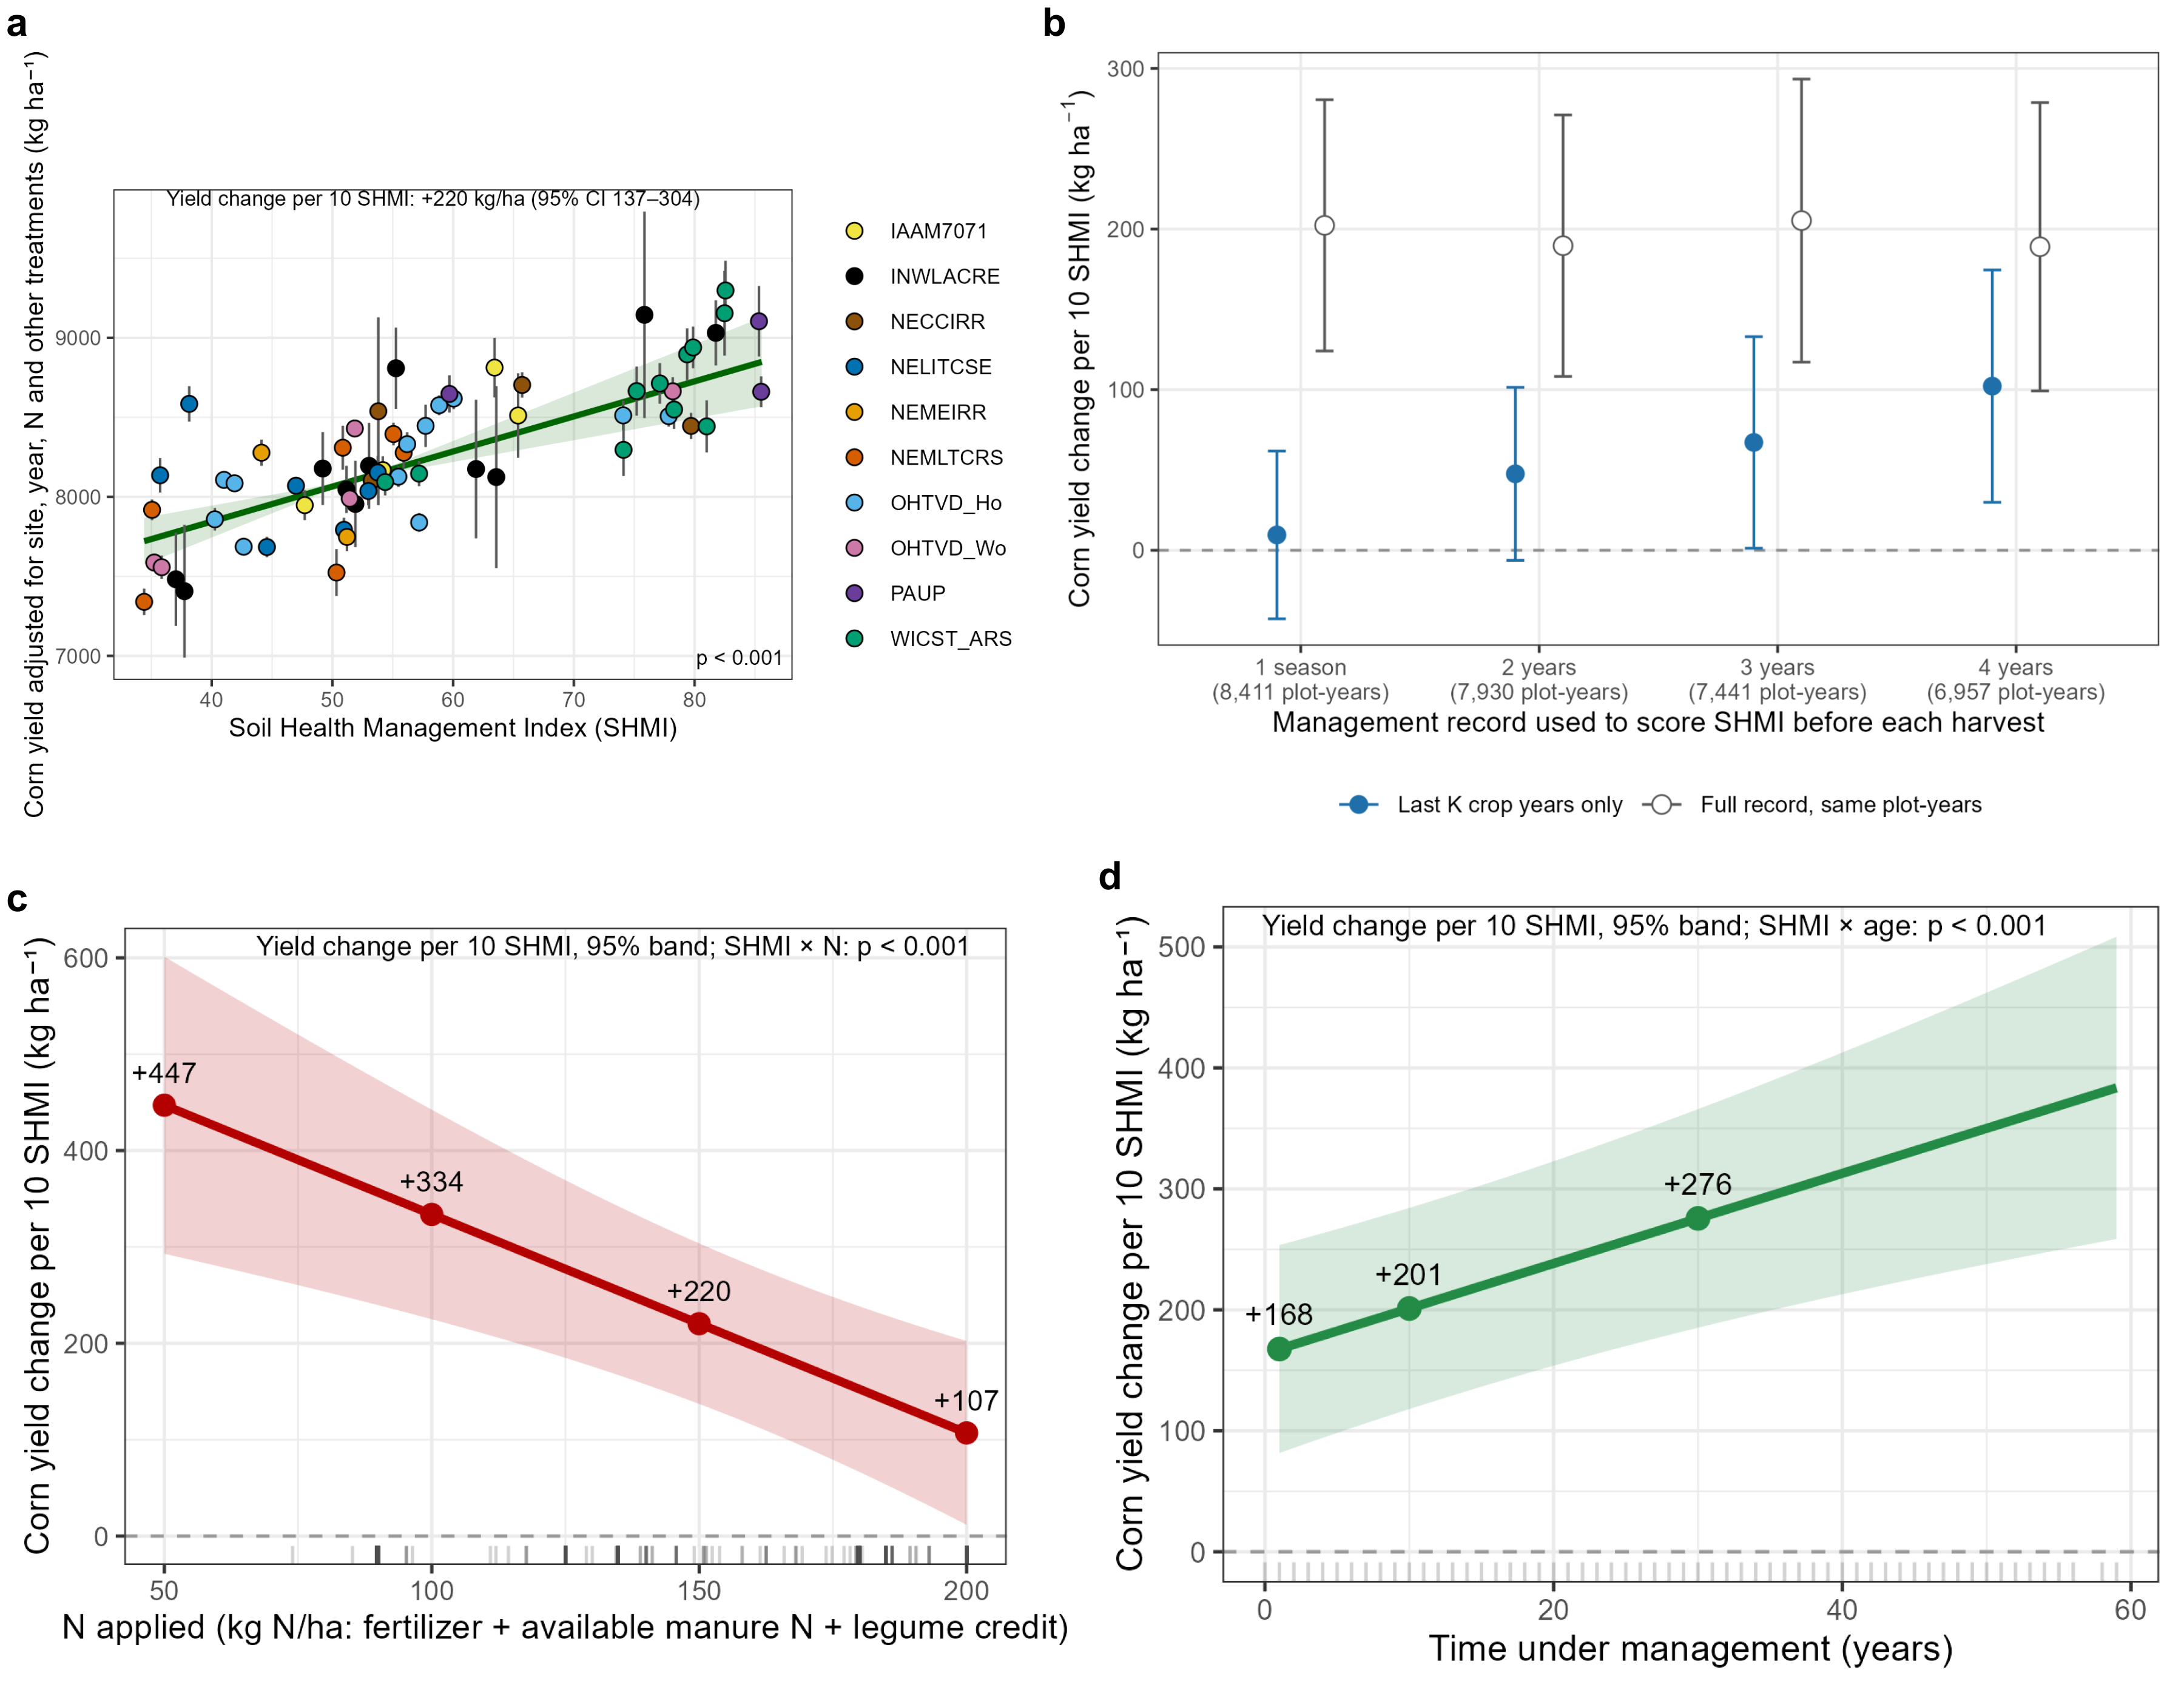 a
Corn yield adjusted for site, year, N and other treatments (kg ha⁻¹)
Yield change per 10 SHMI: +220 kg/ha (95% CI 137–304)
9000
8000
7000
p < 0.001
40 50 60 70 80
Soil Health Management Index (SHMI)
IAAM7071
INWLACRE
NECCIRR
NELITCSE
NEMEIRR
NEMLTCRS
OHTVD_Ho
OHTVD_Wo
PAUP
WICST_ARS
b
Corn yield change per 10 SHMI (kg ha⁻¹)
300
200
100
0
1 season 2 years 3 years 4 years
(8,411 plot-years) (7,930 plot-years) (7,441 plot-years) (6,957 plot-years)
Management record used to score SHMI before each harvest
Last K crop years only Full record, same plot-years
c
Corn yield change per 10 SHMI (kg ha⁻¹)
Yield change per 10 SHMI, 95% band; SHMI × N: p < 0.001
600
400
200
0
+447
+334
+220
+107
50 100 150 200
N applied (kg N/ha: fertilizer + available manure N + legume credit)
d
Corn yield change per 10 SHMI (kg ha⁻¹)
Yield change per 10 SHMI, 95% band; SHMI × age: p < 0.001
500
400
300
200
100
0
+168
+201
+276
0 20 40 60
Time under management (years)